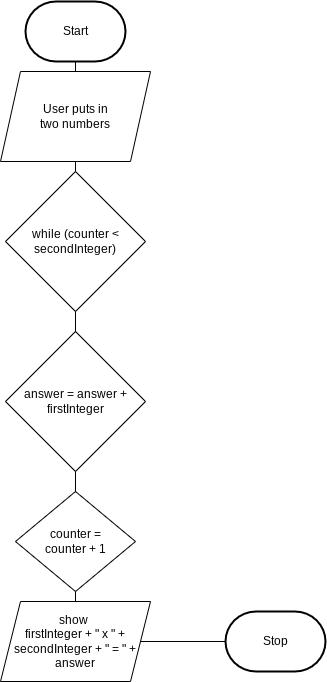 Start
User puts in
two numbers
while (counter <
secondInteger)
answer = answer +
firstInteger
counter =
counter + 1
show
firstInteger + " x " +
secondInteger + " = " +
answer
Stop